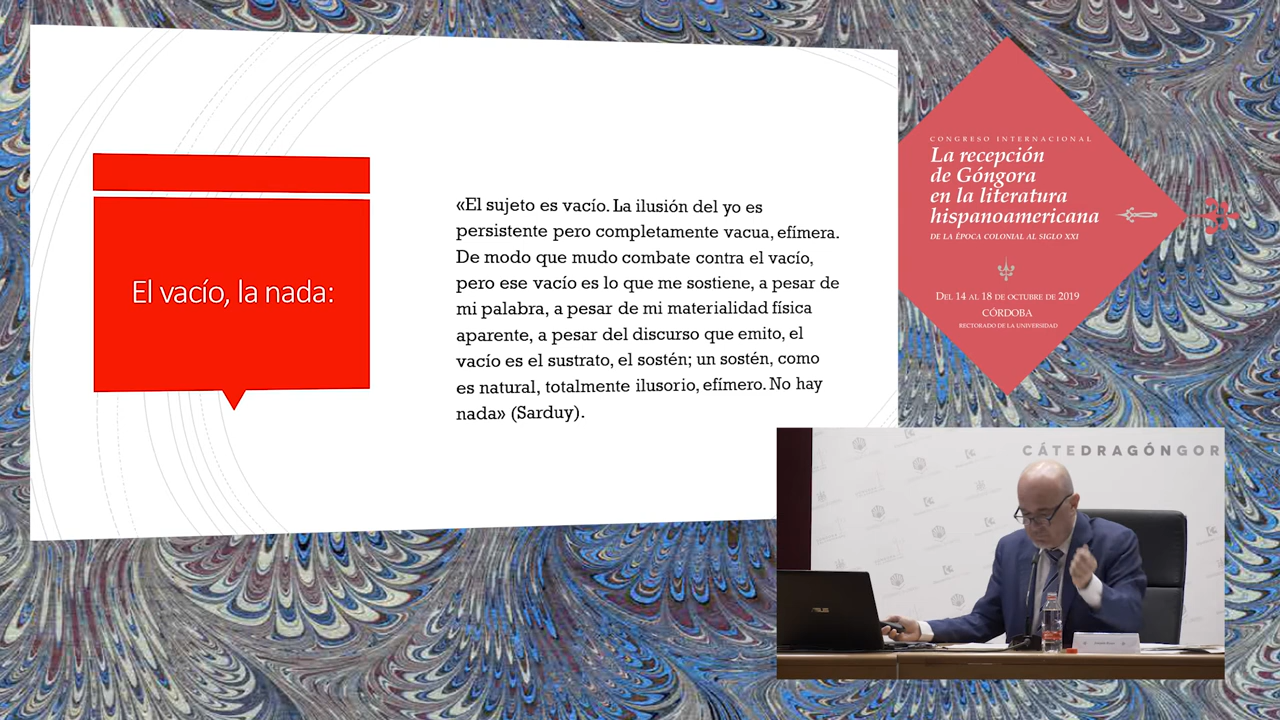 El vacío, la nada:
«El sujeto es vacío. La ilusión del yo es
persistente pero completamente vacua, efímera.
De modo que mudo combate contra el vacío,
pero ese vacío es lo que me sostiene, a pesar de
mi palabra, a pesar de mi materialidad física
aparente, a pesar del discurso que emito, el
vacío es el sustrato, el sostén; un sostén, como
es natural, totalmente ilusorio, efímero. No hay
nada» (Sarduy).
CONGRESO INTERNACIONAL
La recepción
de Góngora
en la literatura
hispanoamericana
DE LA ÉPOCA COLONIAL AL SIGLO XXI
DEL 14 AL 18 DE OCTUBRE DE 2019
CÓRDOBA
RECTORADO DE LA UNIVERSIDAD
CÁTEDRAGÓNGOR
ASUS